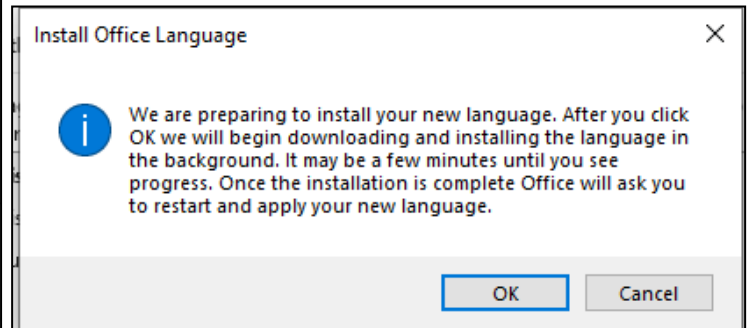 Install Office Language
We are preparing to install your new language. After you click
OK we will begin downloading and installing the language in
the background. It may be a few minutes until you see
progress. Once the installation is complete Office will ask you
to restart and apply your new language.
OK
Cancel